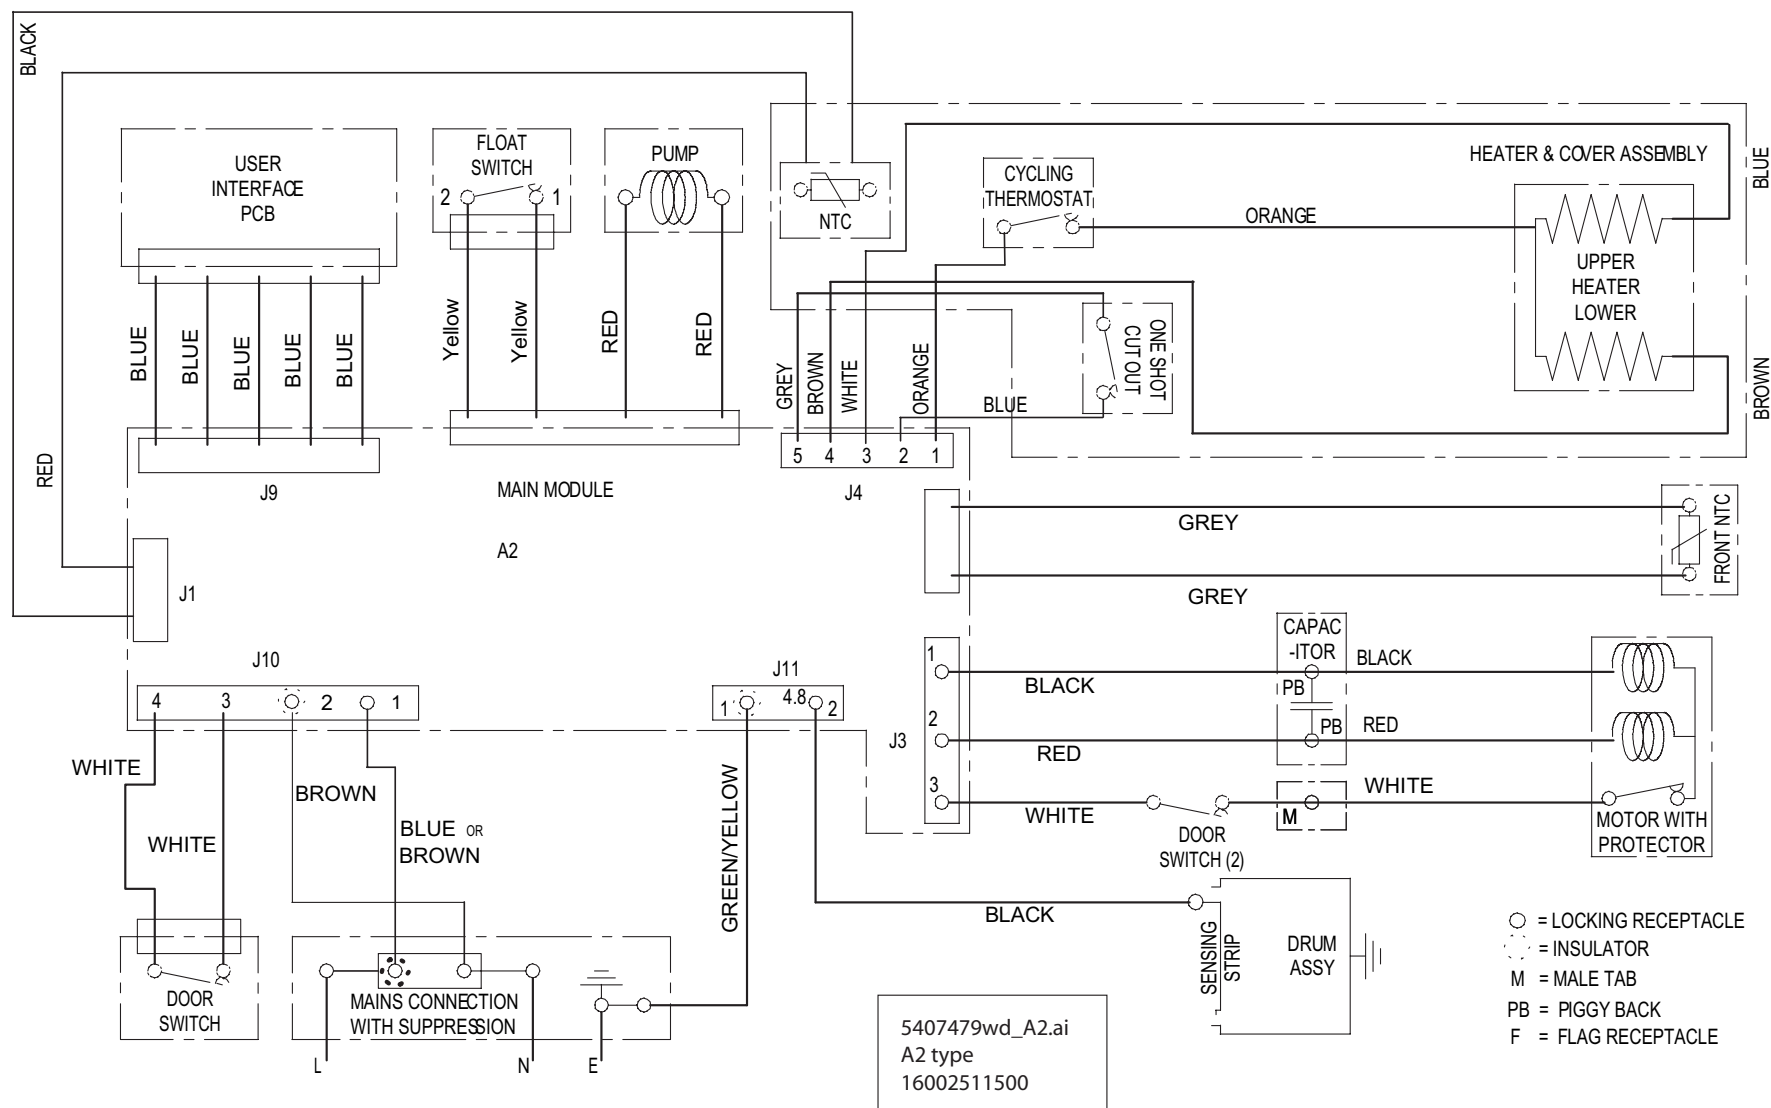 BLACK
RED
USER
INTERFACE
PCB
FLOAT
SWITCH
2
1
PUMP
NTC
CYCLING
THERMOSTAT
ORANGE
HEATER & COVER ASSEMBLY
BLUE
UPPER
HEATER
LOWER
BROWN
BLUE
BLUE
BLUE
BLUE
BLUE
Yellow
Yellow
RED
RED
GREY
BROWN
WHITE
ORANGE
BLUE
ONE SHOT
CUT OUT
5 4 3 2 1
J9
MAIN MODULE
J4
A2
J1
GREY
GREY
FRONT NTC
J10
4 3 2 1
J11
1 4.8 2
J3
1
2
3
BLACK
RED
WHITE
CAPAC
-ITOR
PB
PB
M
BLACK
RED
WHITE
DOOR
SWITCH (2)
MOTOR WITH
PROTECTOR
WHITE
WHITE
BROWN
BLUE OR
BROWN
GREEN/YELLOW
BLACK
SENSING
STRIP
DRUM
ASSY
DOOR
SWITCH
MAINS CONNECTION
WITH SUPPRESSION
L
N
E
5407479wd_A2.ai
A2 type
16002511500
= LOCKING RECEPTACLE
= INSULATOR
M = MALE TAB
PB = PIGGY BACK
F = FLAG RECEPTACLE